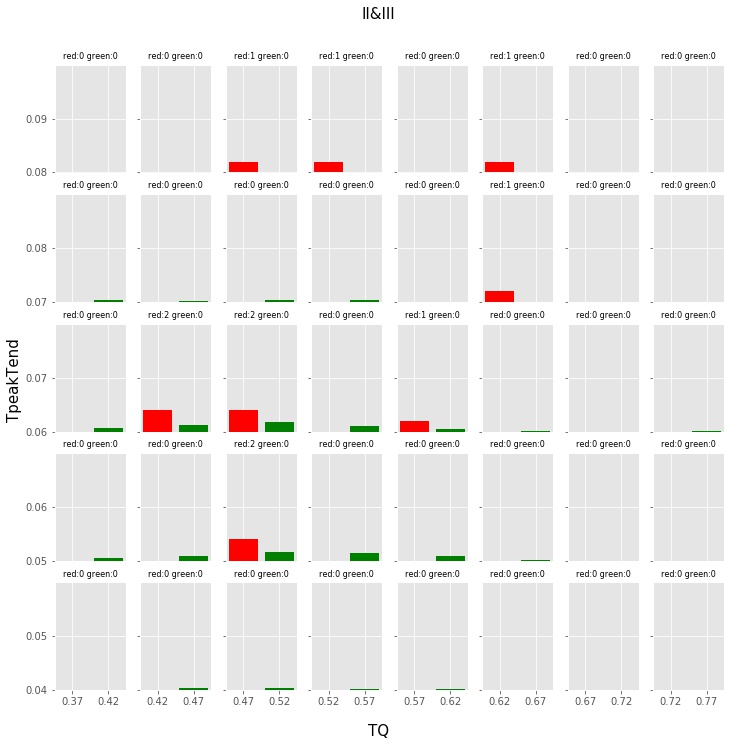 II&III
red:0 green:0 red:0 green:0 red:1 green:0 red:1 green:0 red:0 green:0 red:1 green:0 red:0 green:0 red:0 green:0
0.09
0.08
red:0 green:0 red:0 green:0 red:0 green:0 red:0 green:0 red:0 green:0 red:1 green:0 red:0 green:0 red:0 green:0
0.08
0.07
red:0 green:0 red:2 green:0 red:2 green:0 red:0 green:0 red:1 green:0 red:0 green:0 red:0 green:0 red:0 green:0
TpeakTend
0.07
0.06
red:0 green:0 red:0 green:0 red:2 green:0 red:0 green:0 red:0 green:0 red:0 green:0 red:0 green:0 red:0 green:0
0.06
0.05
red:0 green:0 red:0 green:0 red:0 green:0 red:0 green:0 red:0 green:0 red:0 green:0 red:0 green:0 red:0 green:0
0.05
0.04
0.37 0.42 0.42 0.47 0.47 0.52 0.52 0.57 0.57 0.62 0.62 0.67 0.67 0.72 0.72 0.77
TQ